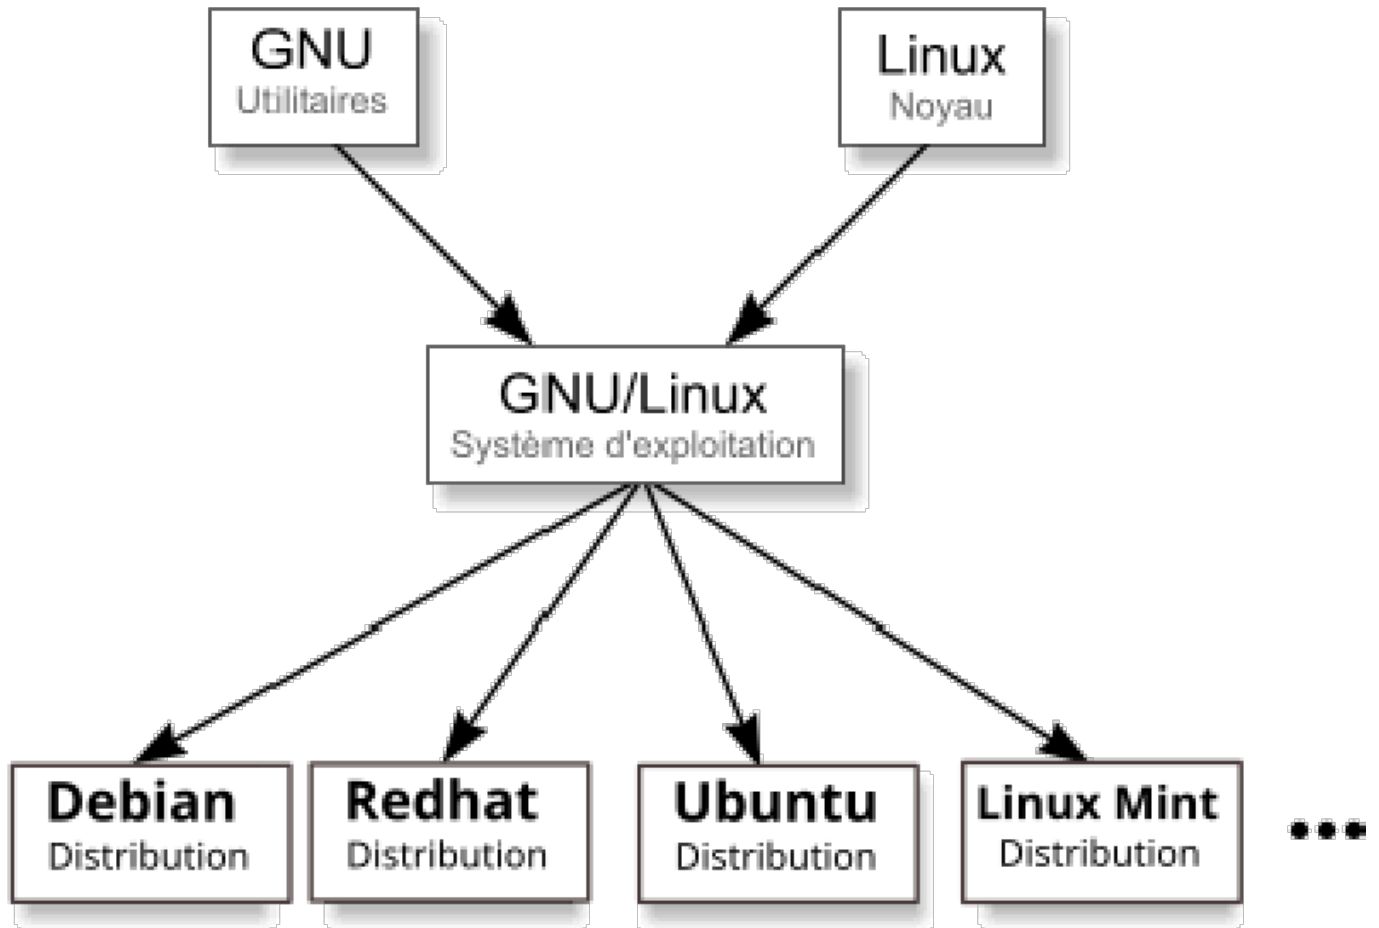 GNU
Utilitaires
Linux
Noyau
GNU/Linux
Système d'exploitation
Debian
Distribution
Redhat
Distribution
Ubuntu
Distribution
Linux Mint
Distribution
...